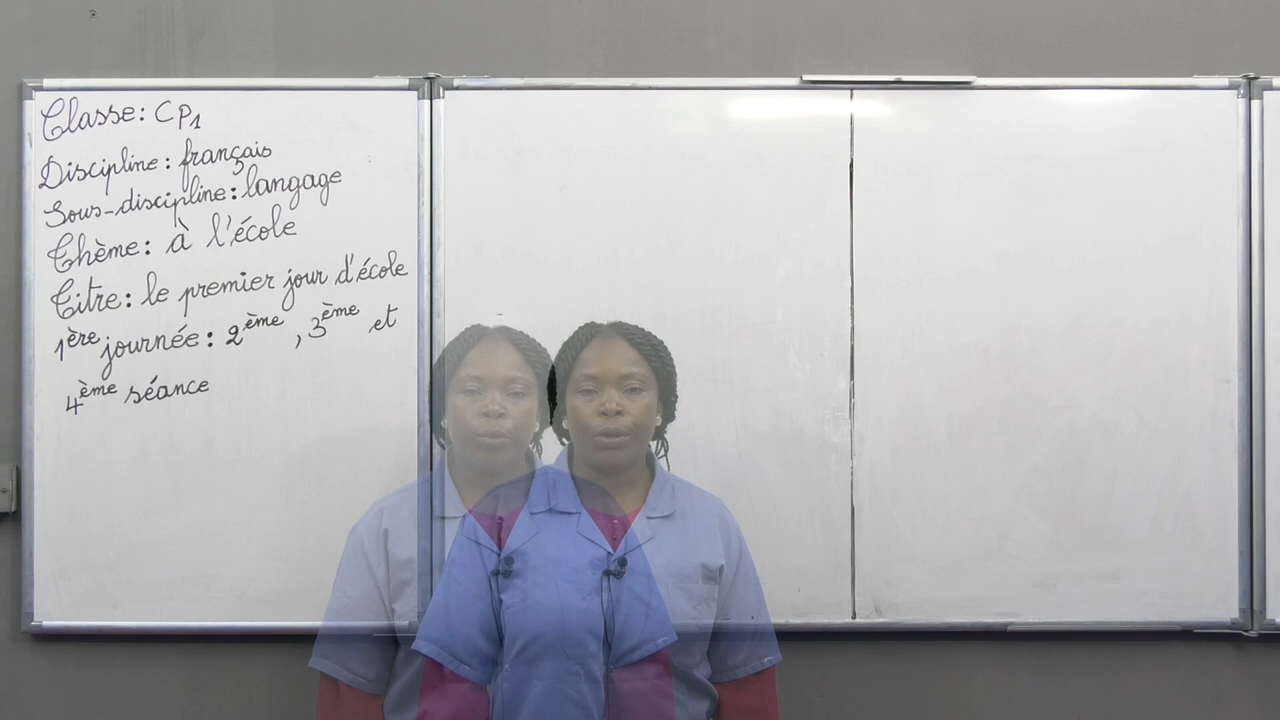 Classe: CP1
Discipline: français
Sous-discipline: langage
Thème: à l'école
Titre: le premier jour d'école
1ère journée: 2ème, 3ème et
4ème séance